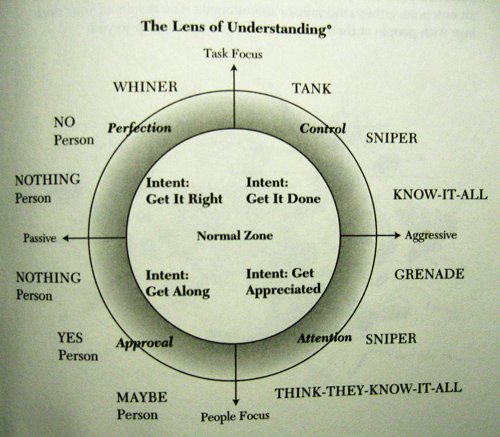 The Lens of Understanding®
Task Focus
WHINER
TANK
NO
Person
Perfection
Control
SNIPER
NOTHING
Person
Intent:
Get It Right
Intent:
Get It Done
KNOW-IT-ALL
Passive
Normal Zone
Aggressive
NOTHING
Person
Intent:
Get Along
Intent: Get
Appreciated
GRENADE
YES
Person
Approval
Attention
SNIPER
MAYBE
Person
People Focus
THINK-THEY-KNOW-IT-ALL